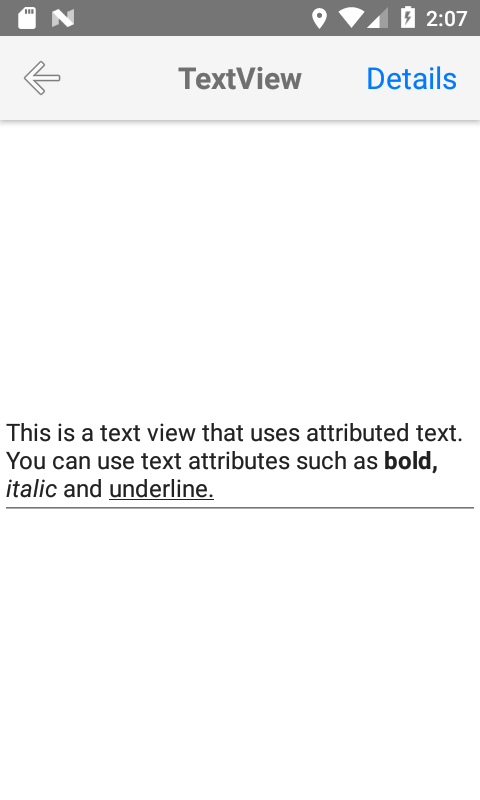 2:07
TextView
Details
This is a text view that uses attributed text.
You can use text attributes such as bold,
italic and underline.